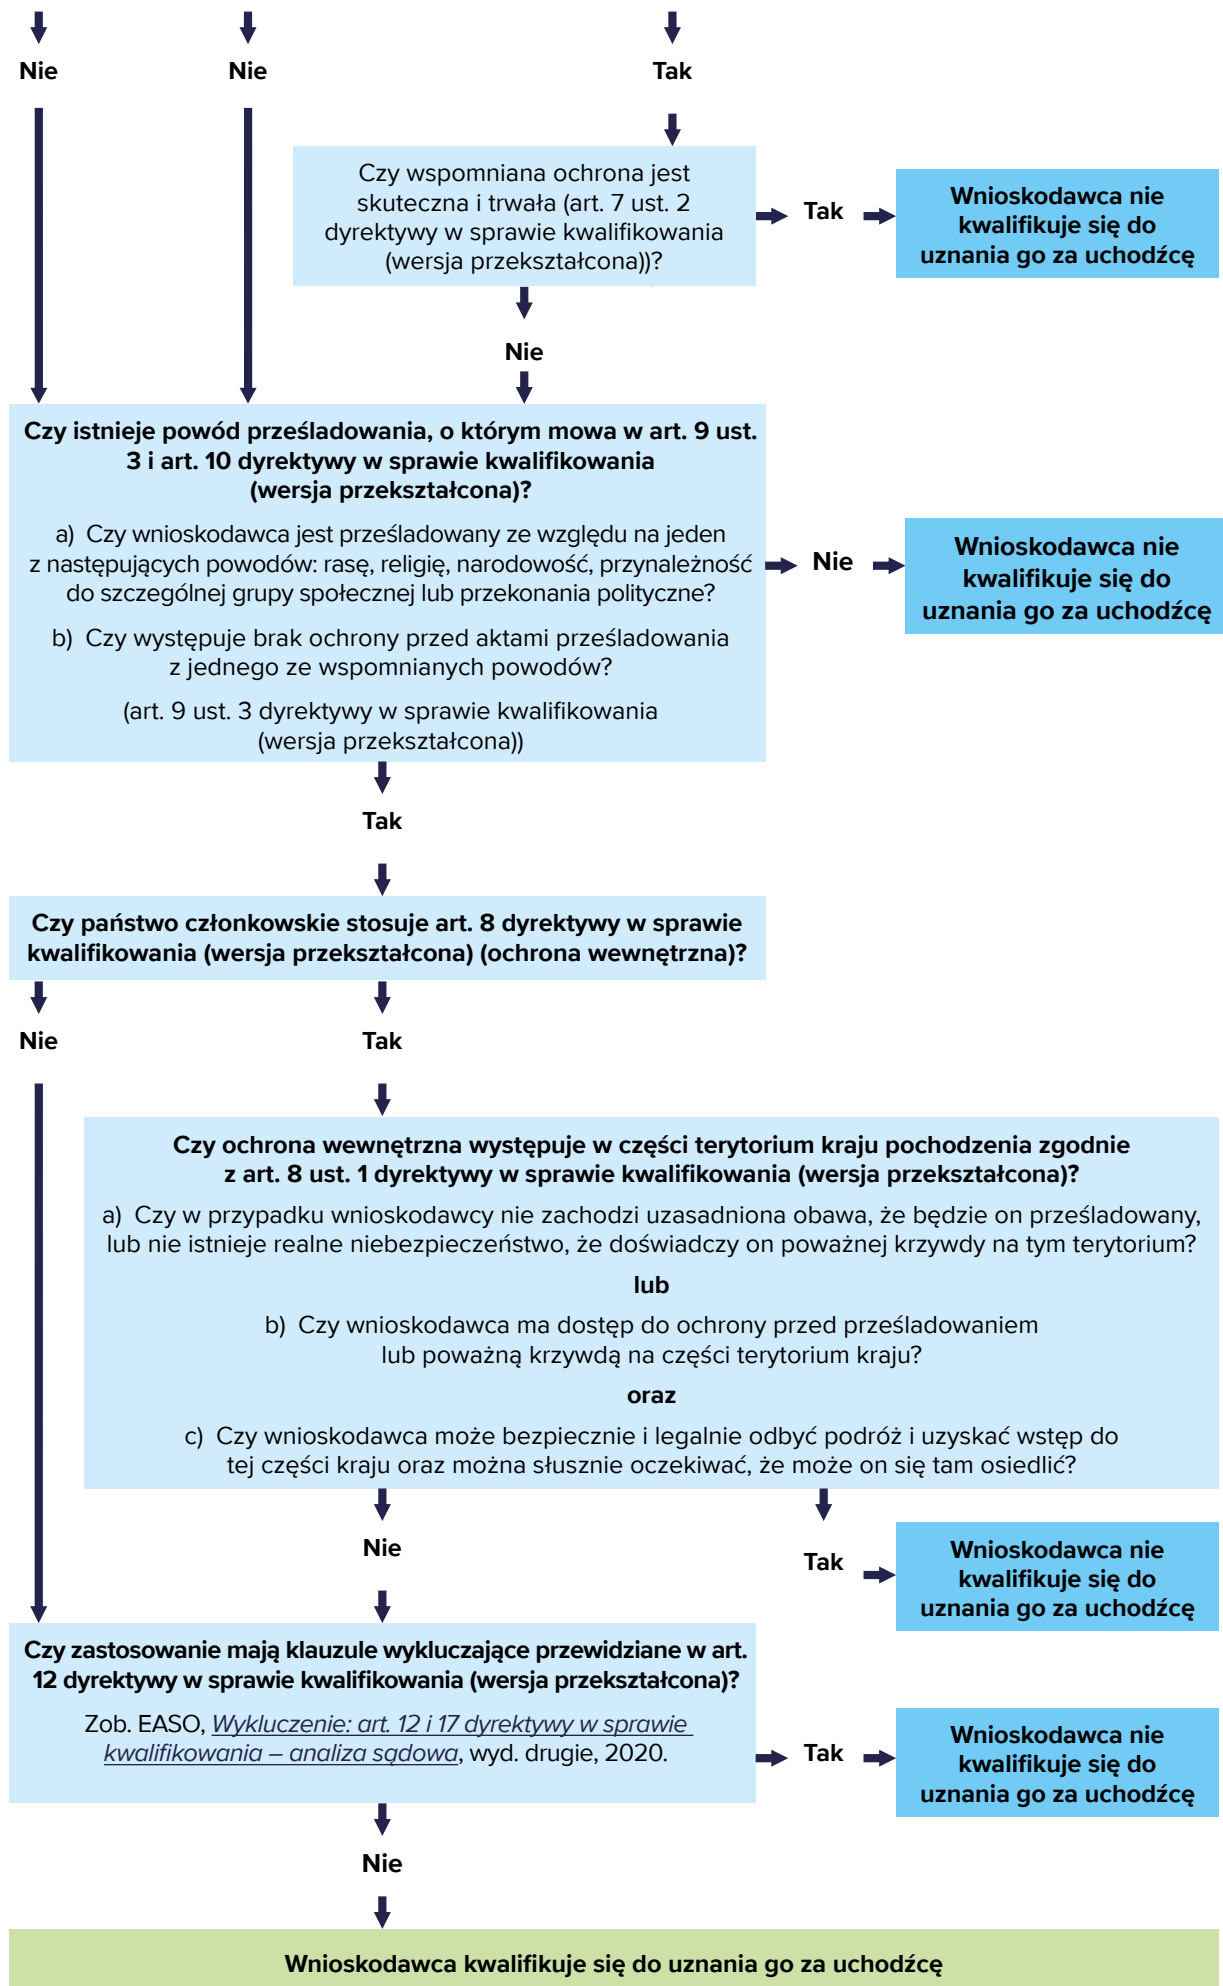 Nie
Nie
Tak
Czy wspomniana ochrona jest
skuteczna i trwała (art. 7 ust. 2
dyrektywy w sprawie kwalifikowania
(wersja przekształcona))?
Tak
Wnioskodawca nie
kwalifikuje się do
uznania go za uchodźcę
Nie
Czy istnieje powód prześladowania, o którym mowa w art. 9 ust.
3 i art. 10 dyrektywy w sprawie kwalifikowania
(wersja przekształcona)?
a) Czy wnioskodawca jest prześladowany ze względu na jeden
z następujących powodów: rasę, religię, narodowość, przynależność
do szczególnej grupy społecznej lub przekonania polityczne?
b) Czy występuje brak ochrony przed aktami prześladowania
z jednego ze wspomnianych powodów?
(art. 9 ust. 3 dyrektywy w sprawie kwalifikowania
(wersja przekształcona))
Nie
Wnioskodawca nie
kwalifikuje się do
uznania go za uchodźcę
Tak
Czy państwo członkowskie stosuje art. 8 dyrektywy w sprawie
kwalifikowania (wersja przekształcona) (ochrona wewnętrzna)?
Nie
Tak
Czy ochrona wewnętrzna występuje w części terytorium kraju pochodzenia zgodnie
z art. 8 ust. 1 dyrektywy w sprawie kwalifikowania (wersja przekształcona)?
a) Czy w przypadku wnioskodawcy nie zachodzi uzasadniona obawa, że będzie on prześladowany,
lub nie istnieje realne niebezpieczeństwo, że doświadczy on poważnej krzywdy na tym terytorium?
lub
b) Czy wnioskodawca ma dostęp do ochrony przed prześladowaniem
lub poważną krzywdą na części terytorium kraju?
oraz
c) Czy wnioskodawca może bezpiecznie i legalnie odbyć podróż i uzyskać wstęp do
tej części kraju oraz można słusznie oczekiwać, że może on się tam osiedlić?
Nie
Tak
Wnioskodawca nie
kwalifikuje się do
uznania go za uchodźcę
Czy zastosowanie mają klauzule wykluczające przewidziane w art.
12 dyrektywy w sprawie kwalifikowania (wersja przekształcona)?
Zob. EASO, Wykluczenie: art. 12 i 17 dyrektywy w sprawie
kwalifikowania – analiza sądowa, wyd. drugie, 2020.
Tak
Wnioskodawca nie
kwalifikuje się do
uznania go za uchodźcę
Nie
Wnioskodawca kwalifikuje się do uznania go za uchodźcę